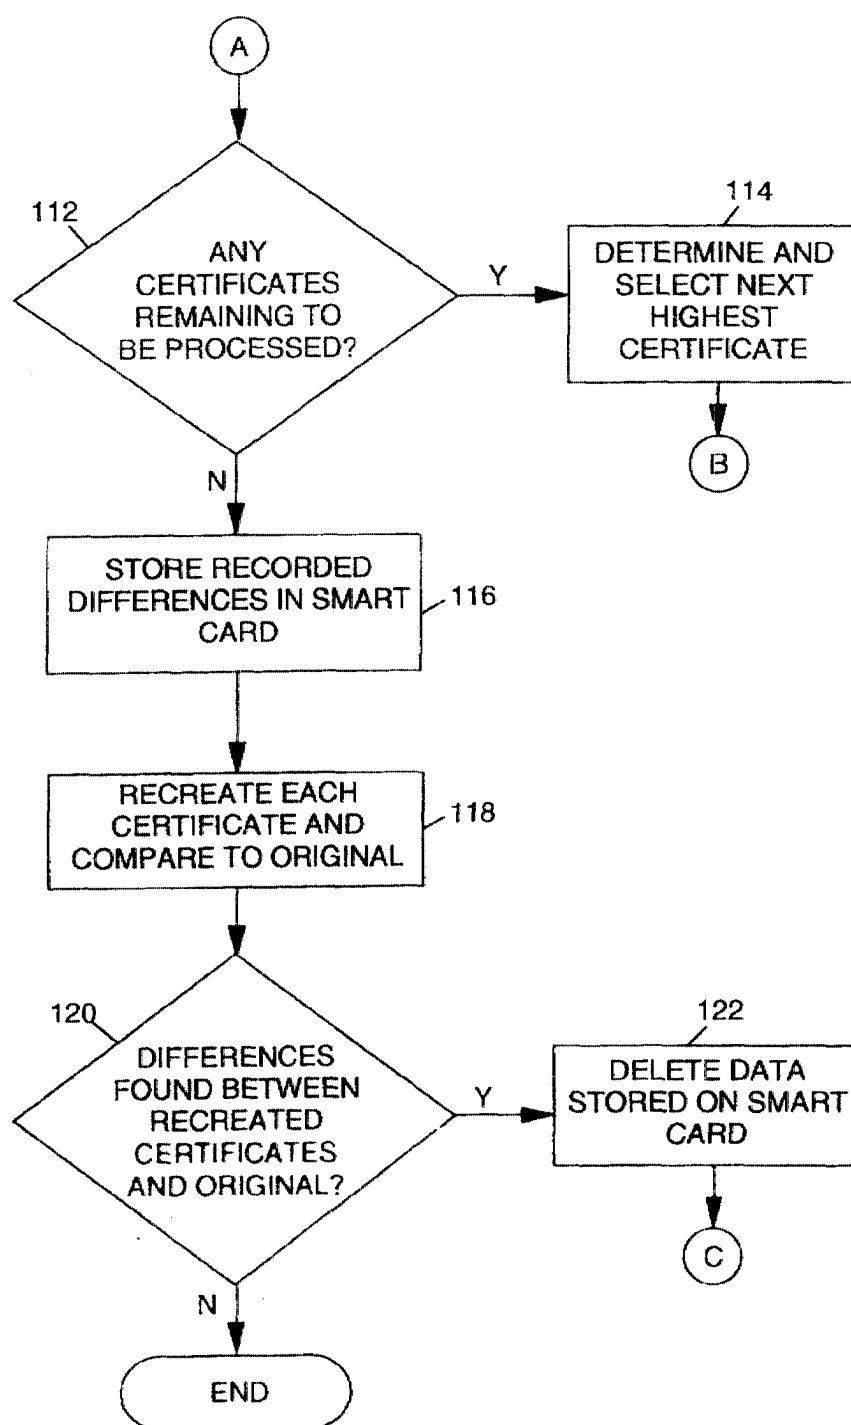 A
112
ANY
CERTIFICATES
REMAINING TO
BE PROCESSED?
Y
114
DETERMINE AND
SELECT NEXT
HIGHEST
CERTIFICATE
B
N
STORE RECORDED
DIFFERENCES IN SMART
CARD
116
RECREATE EACH
CERTIFICATE AND
COMPARE TO ORIGINAL
118
120
DIFFERENCES
FOUND BETWEEN
RECREATED
CERTIFICATES
AND ORIGINAL?
Y
122
DELETE DATA
STORED ON SMART
CARD
C
N
END